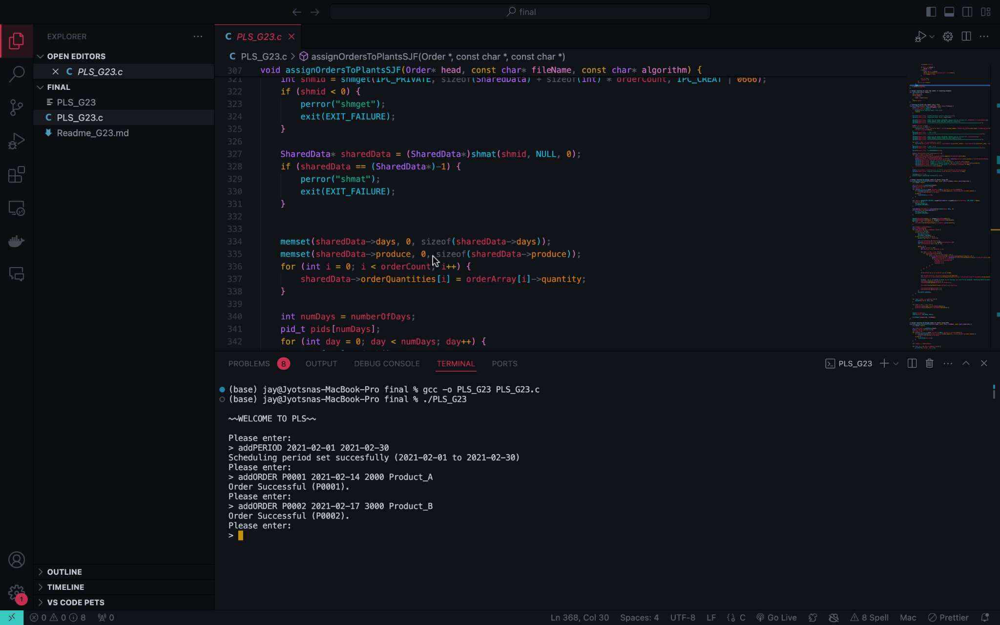 final
EXPLORER
OPEN EDITORS
C PLS_G23.c
FINAL
PLS_G23
C PLS_G23.c
Readme_G23.md
OUTLINE
TIMELINE
VS CODE PETS
1
C PLS_G23.c
C PLS_G23.c > assignOrdersToPlantsSJF(Order *, const char *, const char *)
307 void assignOrdersToPlantsSJF(Order* head, const char* fileName, const char* algorithm) {
321 int shmid = shmget(IPC_PRIVATE, sizeof(SharedData) + sizeof(int) * orderCount, IPC_CREAT | 0666);
322 if (shmid < 0) {
323 perror("shmget");
324 exit(EXIT_FAILURE);
325 }
326
327 SharedData* sharedData = (SharedData*)shmat(shmid, NULL, 0);
328 if (sharedData == (SharedData*)-1) {
329 perror("shmat");
330 exit(EXIT_FAILURE);
331 }
332
333
334 memset(sharedData->days, 0, sizeof(sharedData->days));
335 memset(sharedData->produce, 0, sizeof(sharedData->produce));
336 for (int i = 0; i < orderCount; i++) {
337 sharedData->orderQuantities[i] = orderArray[i]->quantity;
338 }
339
340 int numDays = numberOfDays;
341 pid_t pids[numDays];
342 for (int day = 0; day < numDays; day++) {
PROBLEMS 8 OUTPUT DEBUG CONSOLE TERMINAL PORTS
PLS_G23
(base) jay@Jyotsnas-MacBook-Pro final % gcc -o PLS_G23 PLS_G23.c
(base) jay@Jyotsnas-MacBook-Pro final % ./PLS_G23
~~WELCOME TO PLS~~
Please enter:
> addPERIOD 2021-02-01 2021-02-30
Scheduling period set succesfully (2021-02-01 to 2021-02-30)
Please enter:
> addORDER P0001 2021-02-14 2000 Product_A
Order Successful (P0001).
Please enter:
> addORDER P0002 2021-02-17 3000 Product_B
Order Successful (P0002).
Please enter:
>
0 0 8 0
Ln 368, Col 30 Spaces: 4 UTF-8 LF C Go Live 8 Spell Mac Prettier